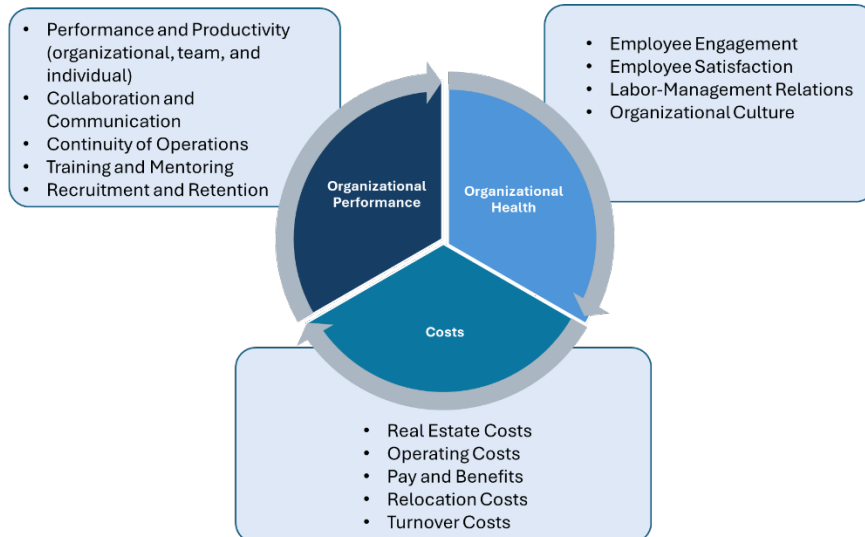 • Performance and Productivity
(organizational, team, and
individual)
• Collaboration and
Communication
• Continuity of Operations
• Training and Mentoring
• Recruitment and Retention
• Employee Engagement
• Employee Satisfaction
• Labor-Management Relations
• Organizational Culture
Organizational
Performance
Organizational
Health
Costs
• Real Estate Costs
• Operating Costs
• Pay and Benefits
• Relocation Costs
• Turnover Costs